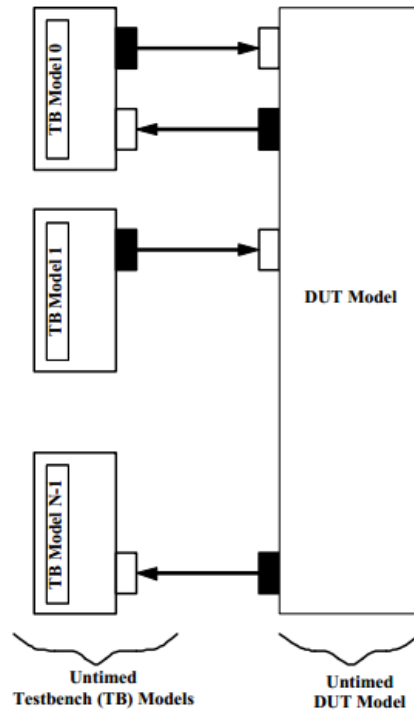 TB Model 0
TB Model 1
DUT Model
TB Model N-1
Untimed
Testbench (TB) Models
Untimed
DUT Model